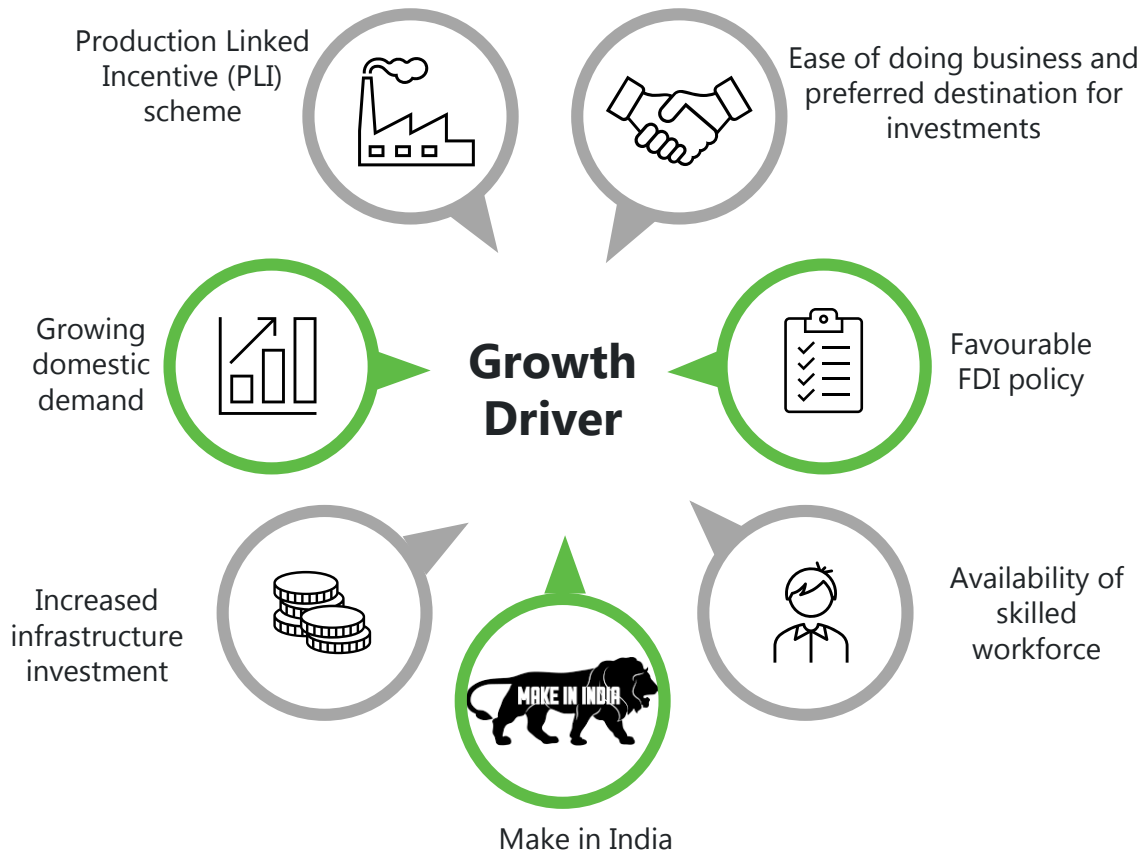 Production Linked
Incentive (PLI)
scheme
Ease of doing business and
preferred destination for
investments
Growing
domestic
demand
Growth
Driver
Favourable
FDI policy
Increased
infrastructure
investment
MAKE IN INDIA
Availability of
skilled
workforce
Make in India